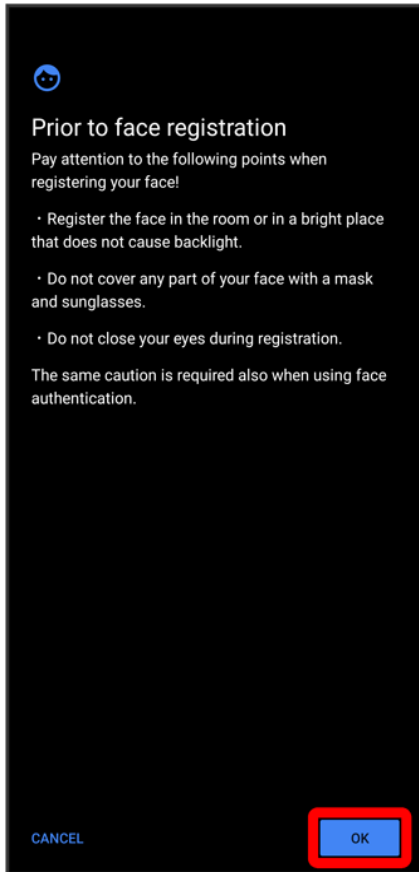 Prior to face registration
Pay attention to the following points when
registering your face!
・Register the face in the room or in a bright place
that does not cause backlight.
・Do not cover any part of your face with a mask
and sunglasses.
・Do not close your eyes during registration.
The same caution is required also when using face
authentication.
CANCEL
OK